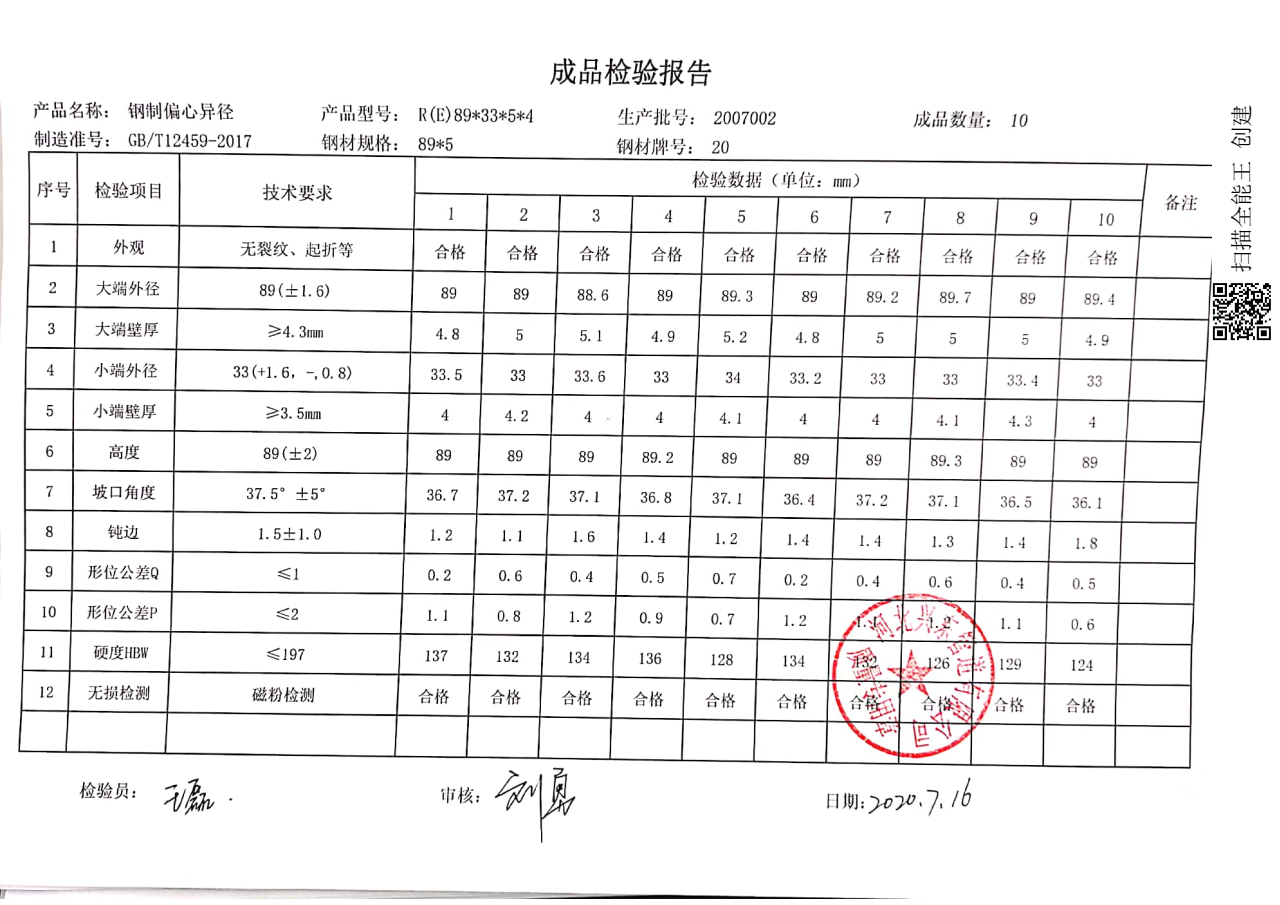 成品检验报告
产品名称: 钢制偏心异径 产品型号: R(E)89*33*5*4 生产批号: 2007002 成品数量: 10
制造准号: GB/T12459-2017 钢材规格: 89*5 钢材牌号: 20
序号 检验项目 技术要求 检验数据(单位: mm) 备注
1 2 3 4 5 6 7 8 9 10
1 外观 无裂纹、起折等 合格 合格 合格 合格 合格 合格 合格 合格 合格 合格
2 大端外径 89(±1.6) 89 89 88.6 89 89.3 89 89.2 89.7 89 89.4
3 大端壁厚 ≥4.3mm 4.8 5 5.1 4.9 5.2 4.8 5 5 5 4.9
4 小端外径 33(+1.6, -,0.8) 33.5 33 33.6 33 34 33.2 33 33 33.4 33
5 小端壁厚 ≥3.5mm 4 4.2 4 4 4.1 4 4 4.1 4.3 4
6 高度 89(±2) 89 89 89 89.2 89 89 89 89.3 89 89
7 坡口角度 37.5° ±5° 36.7 37.2 37.1 36.8 37.1 36.4 37.2 37.1 36.5 36.1
8 钝边 1.5±1.0 1.2 1.1 1.6 1.4 1.2 1.4 1.4 1.3 1.4 1.8
9 形位公差Q ≤1 0.2 0.6 0.4 0.5 0.7 0.2 0.4 0.6 0.4 0.5
10 形位公差P ≤2 1.1 0.8 1.2 0.9 0.7 1.2 1.1 1.2 1.1 0.6
11 硬度HBW ≤197 137 132 134 136 128 134 132 126 129 124
12 无损检测 磁粉检测 合格 合格 合格 合格 合格 合格 合格 合格 合格 合格
检验员: 王磊. 审核: 刘勇 日期: 2020.7.16
扫描全能王 创建